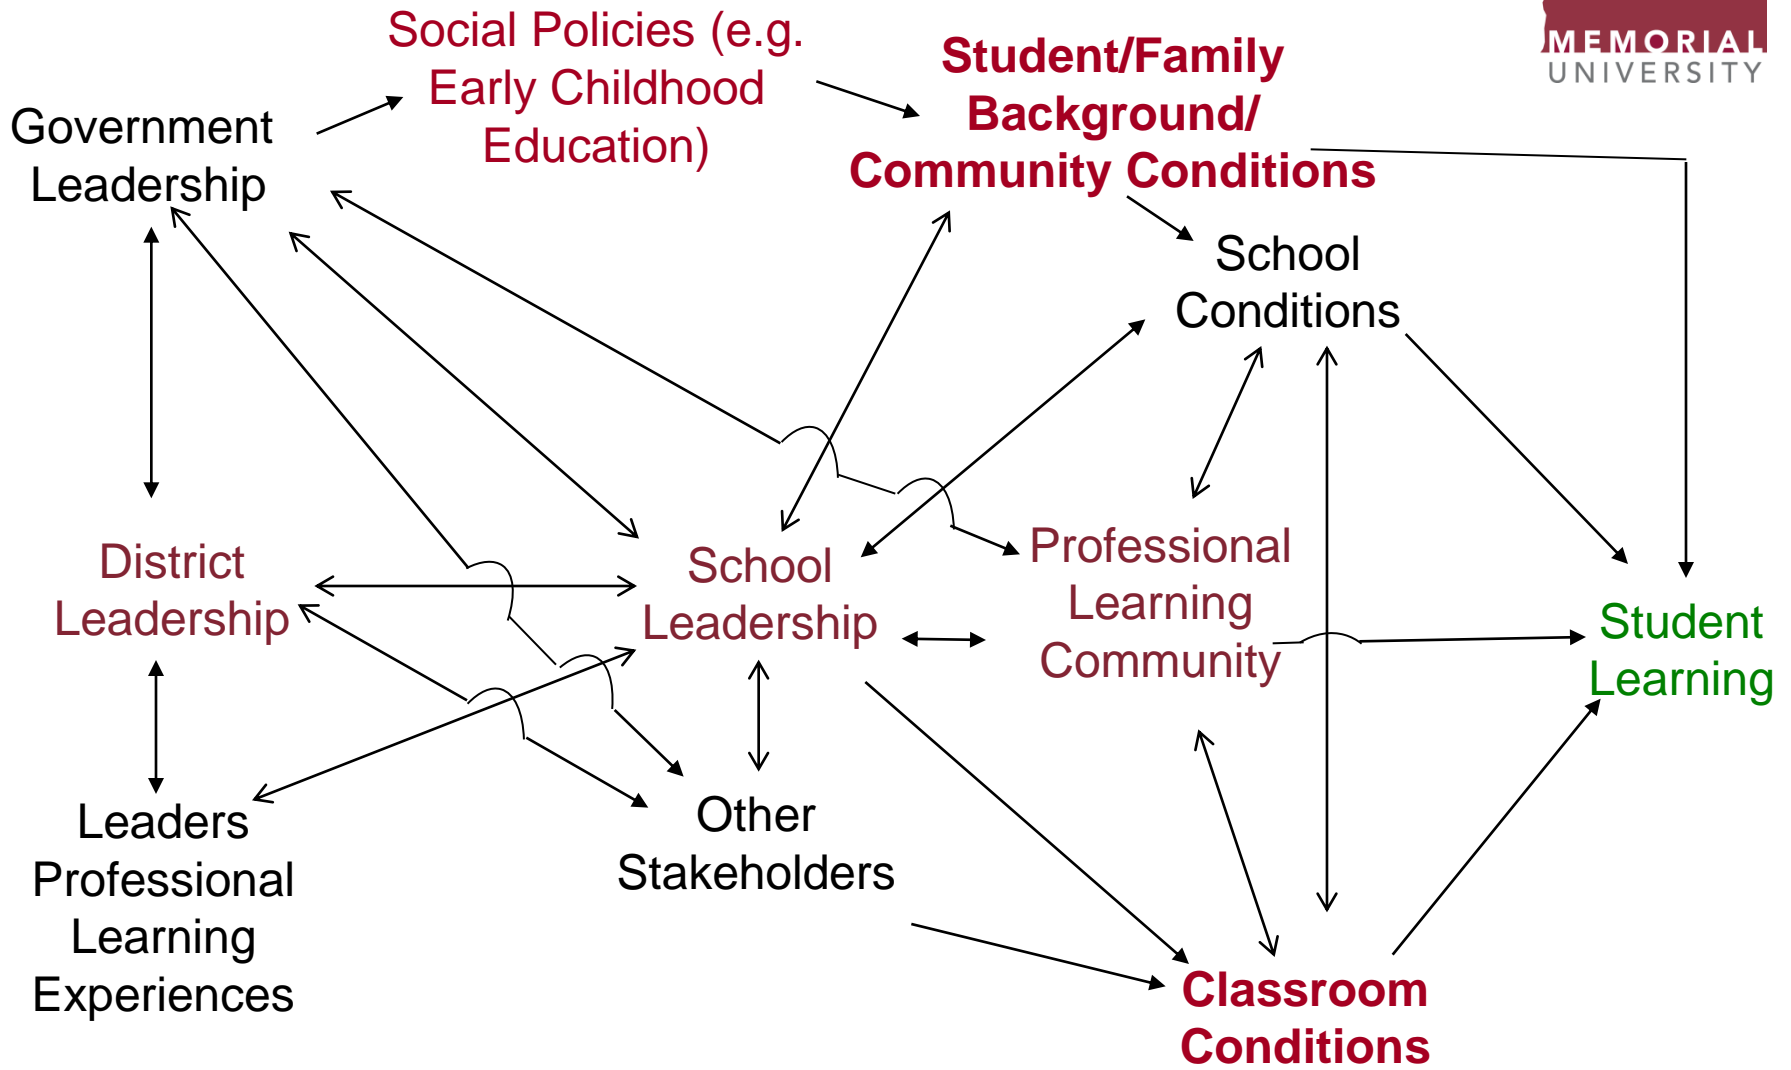 MEMORIAL
UNIVERSITY
Social Policies (e.g.
Early Childhood
Education)
Student/Family
Background/
Community Conditions
Government
Leadership
School
Conditions
District
Leadership
School
Leadership
Professional
Learning
Community
Student
Learning
Leaders
Professional
Learning
Experiences
Other
Stakeholders
Classroom
Conditions